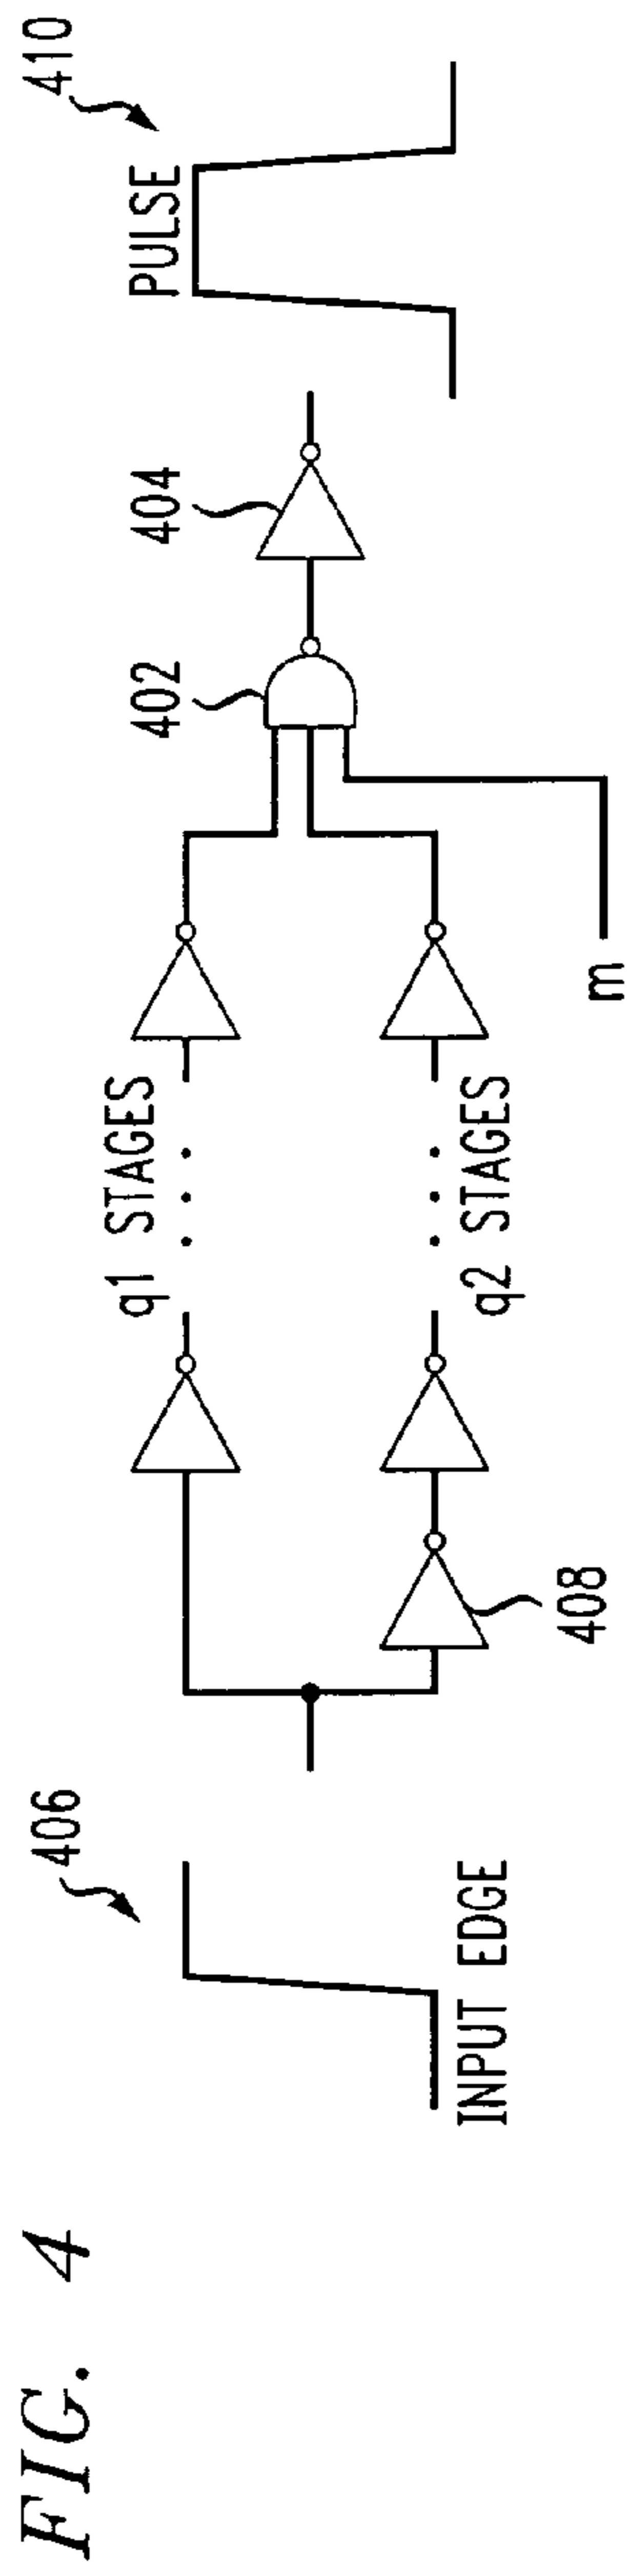 FIG. 4
406
INPUT EDGE
408
q1 STAGES
q2 STAGES
m
402
404
PULSE
410